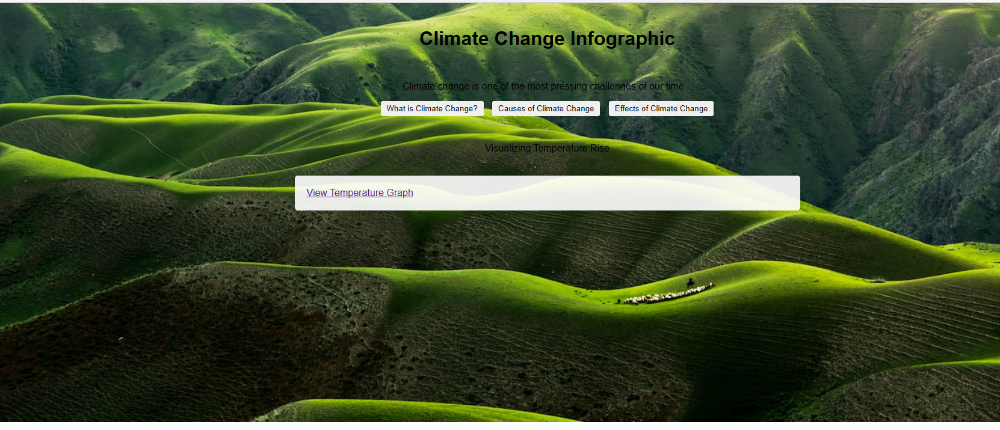 Climate Change Infographic
Climate change is one of the most pressing challenges of our time..
What is Climate Change? Causes of Climate Change Effects of Climate Change
Visualizing Temperature Rise
View Temperature Graph